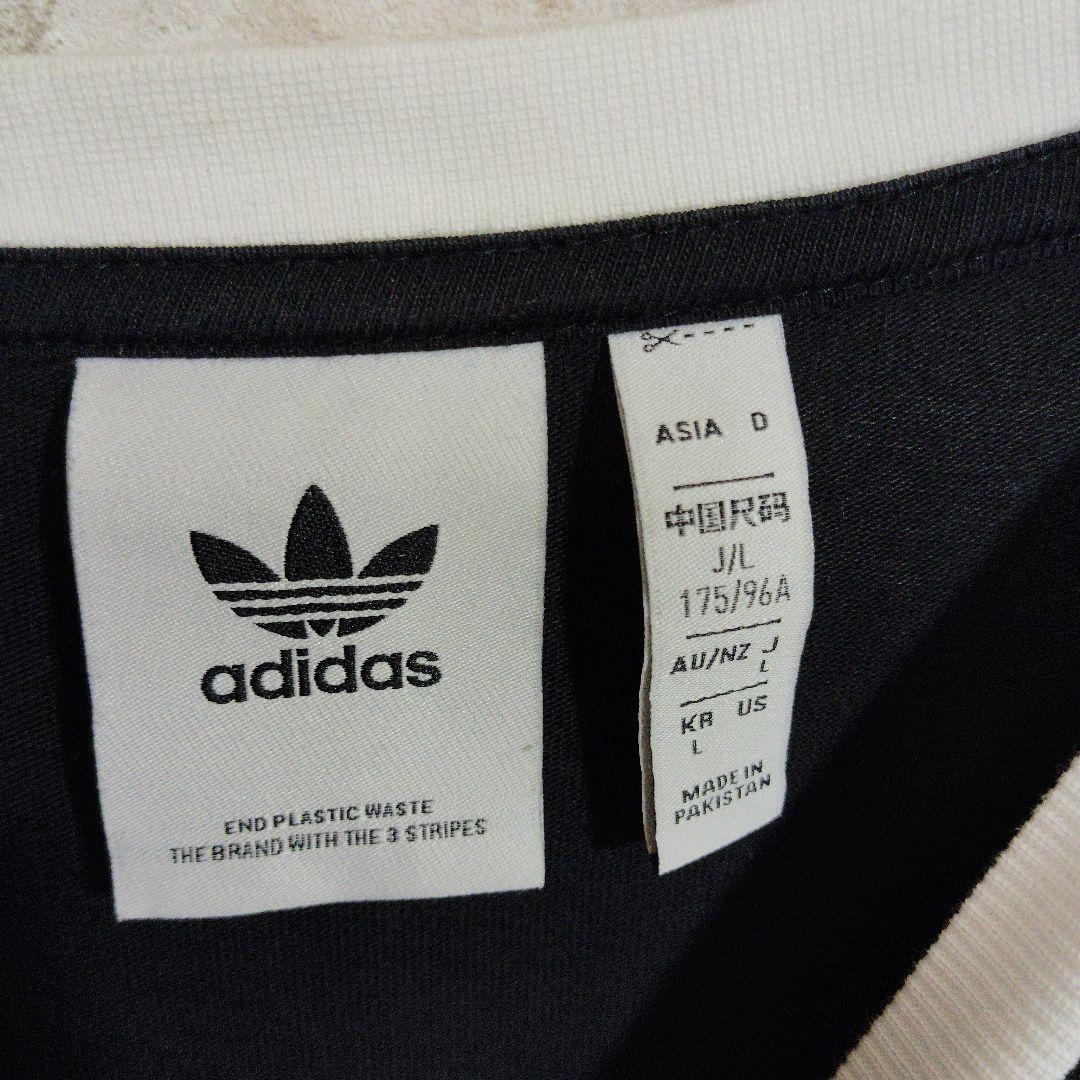 adidas
END PLASTIC WASTE
THE BRAND WITH THE 3 STRIPES
ASIA D
中国尺码
J/L
175/96A
AU/NZ J
L
KR US
L
MADE IN
PAKISTAN